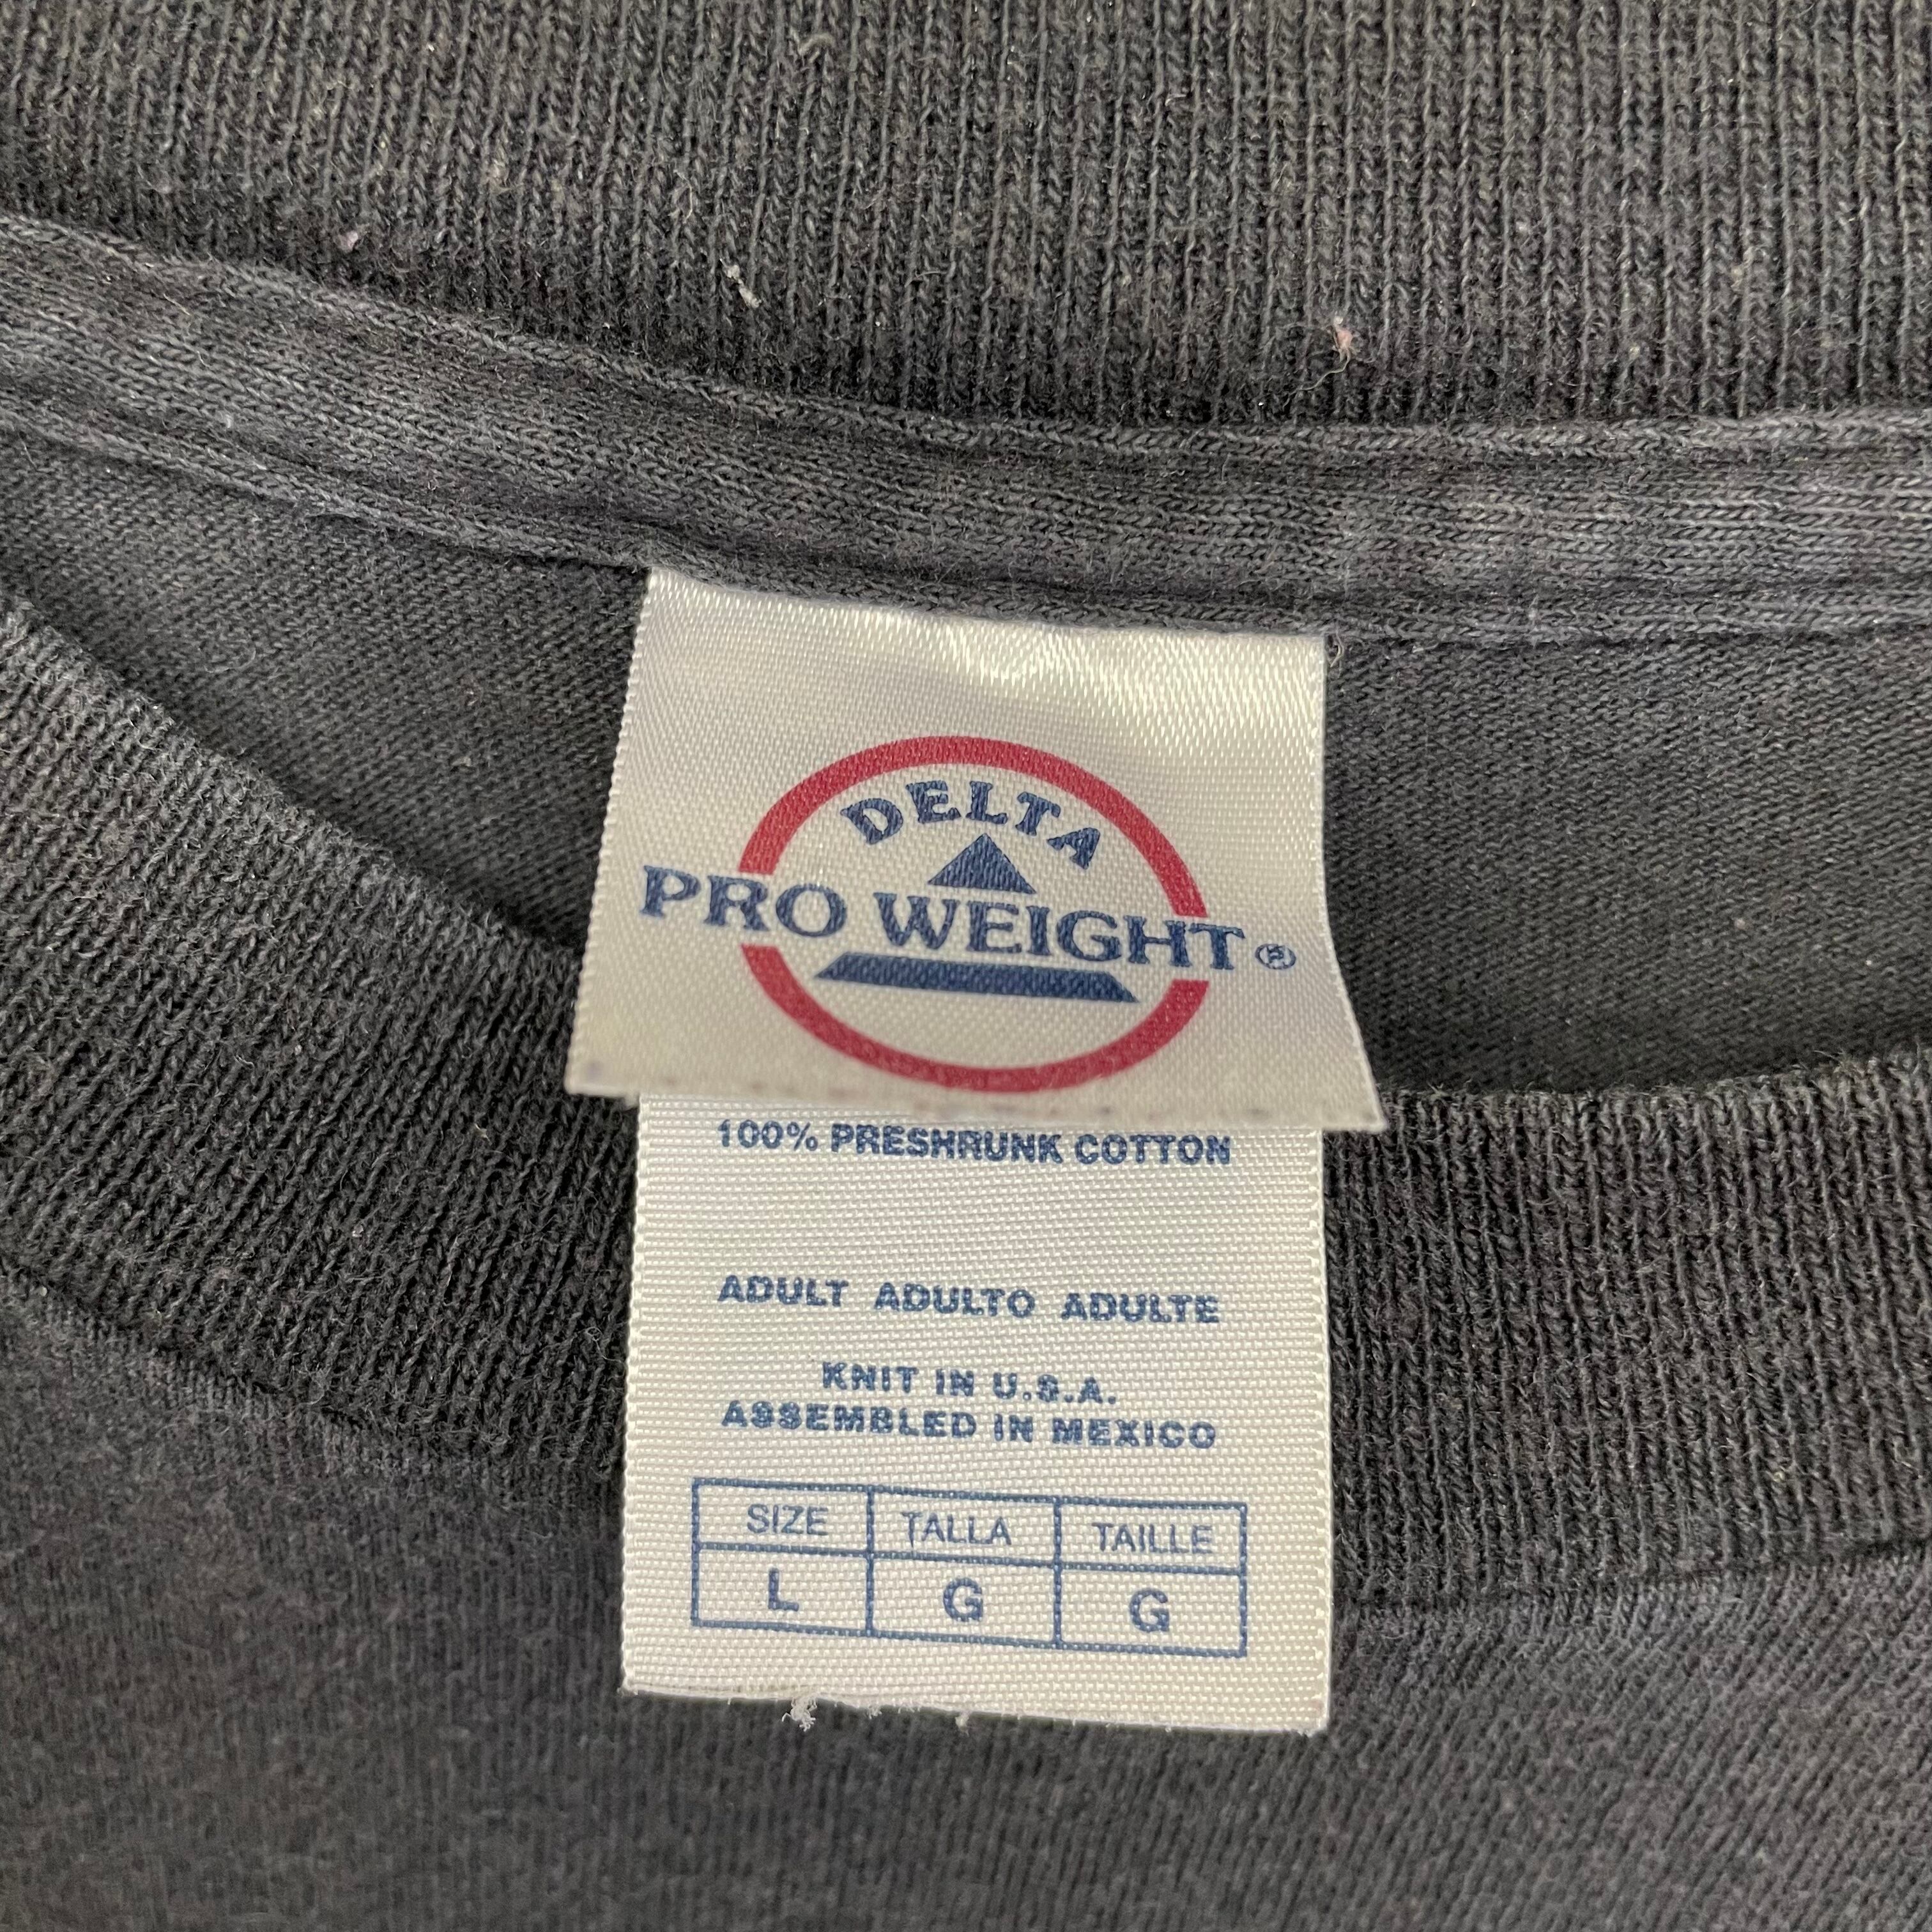 DELTA
PRO WEIGHT®
100% PRESHRUNK COTTON
ADULT ADULTO ADULTE
KNIT IN U.S.A.
ASSEMBLED IN MEXICO
SIZE TALLA TAILLE
L G G